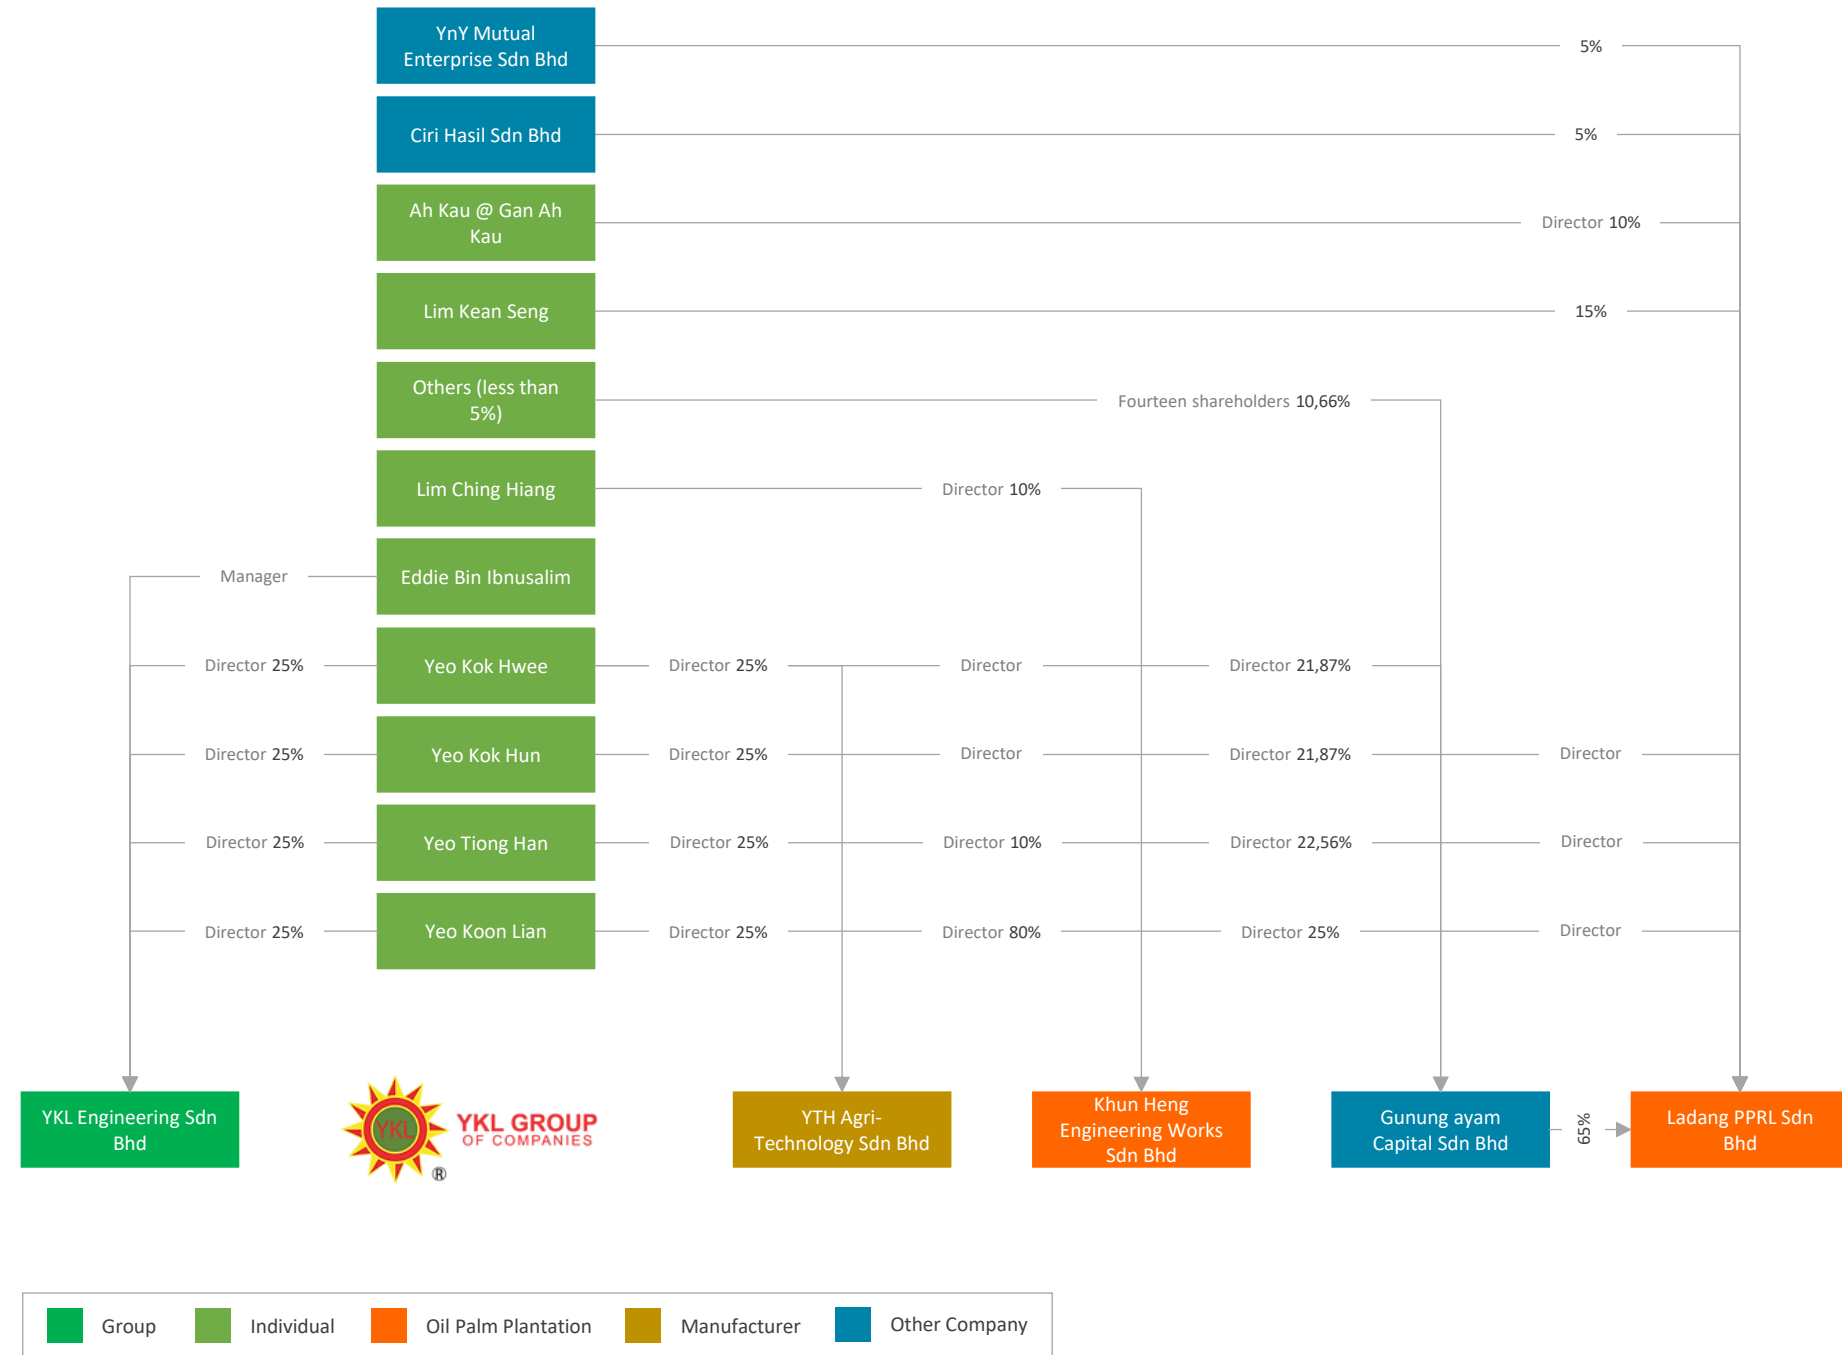 YnY Mutual
Enterprise Sdn Bhd
5%
Ciri Hasil Sdn Bhd
5%
Ah Kau @ Gan Ah
Kau
Director 10%
Lim Kean Seng
15%
Others (less than
5%)
Fourteen shareholders 10,66%
Lim Ching Hiang
Director 10%
Manager
Eddie Bin Ibnusalim
Director 25%
Yeo Kok Hwee
Director 25%
Director
Director 21,87%
Director 25%
Yeo Kok Hun
Director 25%
Director
Director 21,87%
Director
Director 25%
Yeo Tiong Han
Director 25%
Director 10%
Director 22,56%
Director
Director 25%
Yeo Koon Lian
Director 25%
Director 80%
Director 25%
Director
YKL Engineering Sdn
Bhd
YKL
YKL GROUP
OF COMPANIES
®
YTH Agri-
Technology Sdn Bhd
Khun Heng
Engineering Works
Sdn Bhd
Gunung ayam
Capital Sdn Bhd
65%
Ladang PPRL Sdn
Bhd
Group
Individual
Oil Palm Plantation
Manufacturer
Other Company